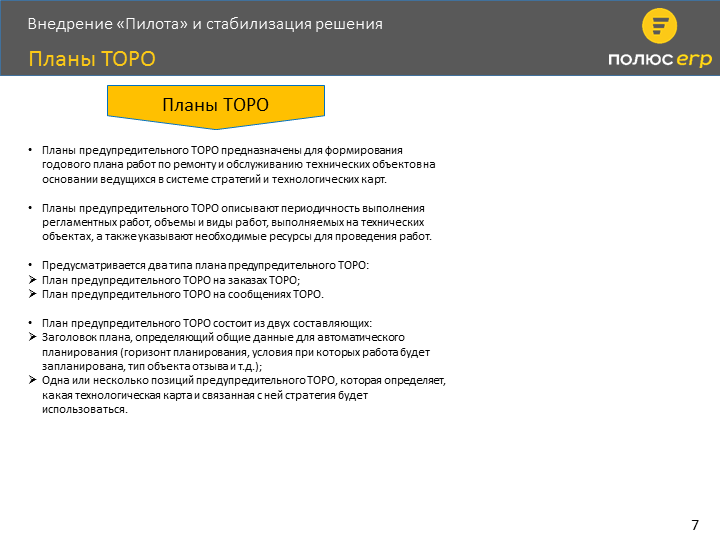 Внедрение «Пилота» и стабилизация решения
Планы ТОРО
ПОЛЮС erp
Планы ТОРО
• Планы предупредительного ТОРО предназначены для формирования
годового плана работ по ремонту и обслуживанию технических объектов на
основании ведущихся в системе стратегий и технологических карт.
• Планы предупредительного ТОРО описывают периодичность выполнения
регламентных работ, объемы и виды работ, выполняемых на технических
объектах, а также указывают необходимые ресурсы для проведения работ.
• Предусматривается два типа плана предупредительного ТОРО:
➢ План предупредительного ТОРО на заказах ТОРО;
➢ План предупредительного ТОРО на сообщениях ТОРО.
• План предупредительного ТОРО состоит из двух составляющих:
➢ Заголовок плана, определяющий общие данные для автоматического
планирования (горизонт планирования, условия при которых работа будет
запланирована, тип объекта отзыва и т.д.);
➢ Одна или несколько позиций предупредительного ТОРО, которая определяет,
какая технологическая карта и связанная с ней стратегия будет
использоваться.
7